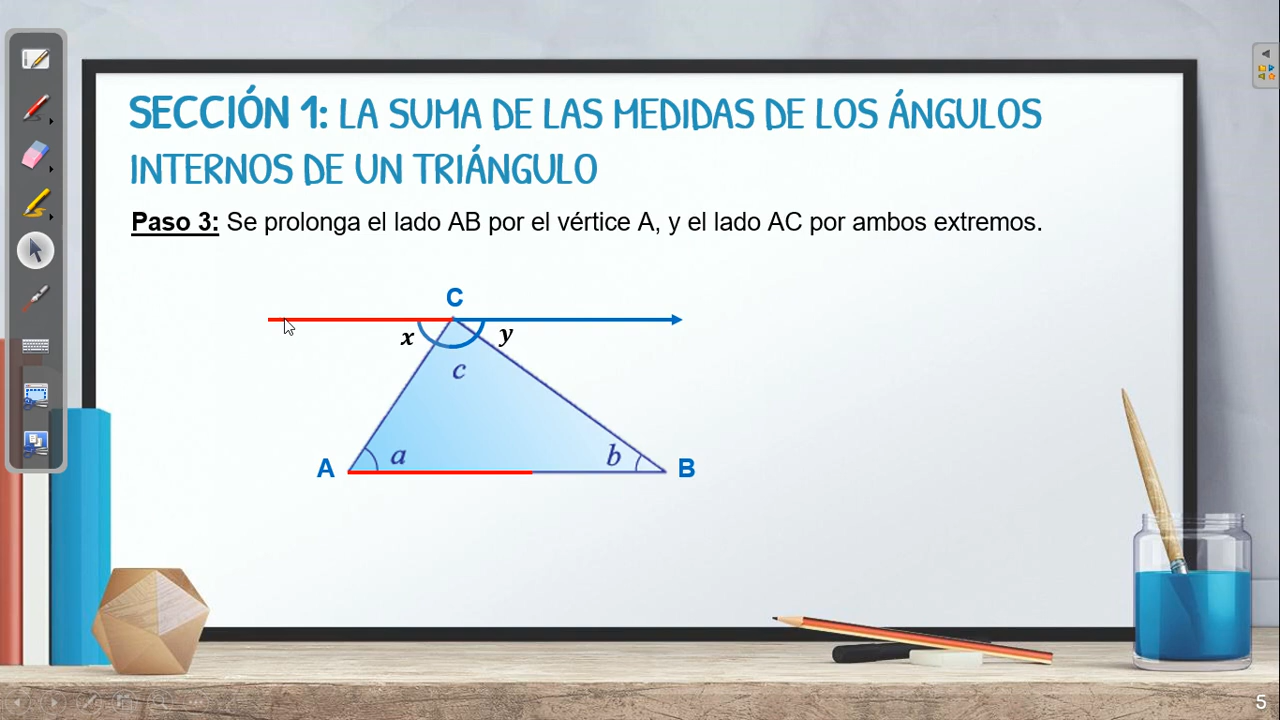 SECCIÓN 1: LA SUMA DE LAS MEDIDAS DE LOS ÁNGULOS
INTERNOS DE UN TRIÁNGULO
Paso 3: Se prolonga el lado AB por el vértice A, y el lado AC por ambos extremos.
C
x
y
c
A
a
b
B
5